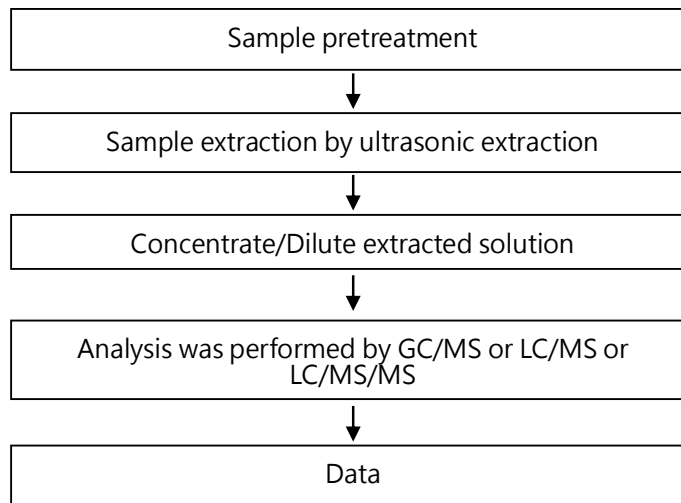 Sample pretreatment
Sample extraction by ultrasonic extraction
Concentrate/Dilute extracted solution
Analysis was performed by GC/MS or LC/MS or
LC/MS/MS
Data